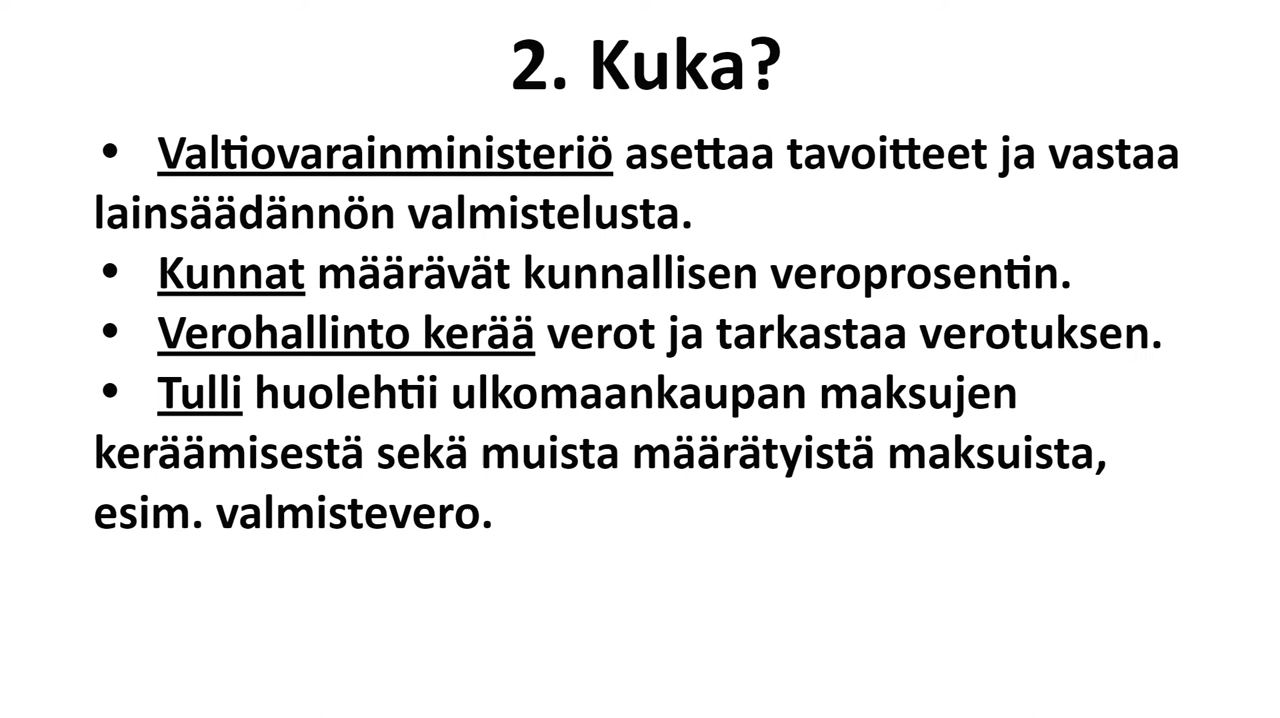 2. Kuka?
• Valtiovarainministeriö asettaa tavoitteet ja vastaa
lainsäädännön valmistelusta.
• Kunnat määrävät kunnallisen veroprosentin.
• Verohallinto kerää verot ja tarkastaa verotuksen.
• Tulli huolehtii ulkomaankaupan maksujen
keräämisestä sekä muista määrätyistä maksuista,
esim. valmistevero.